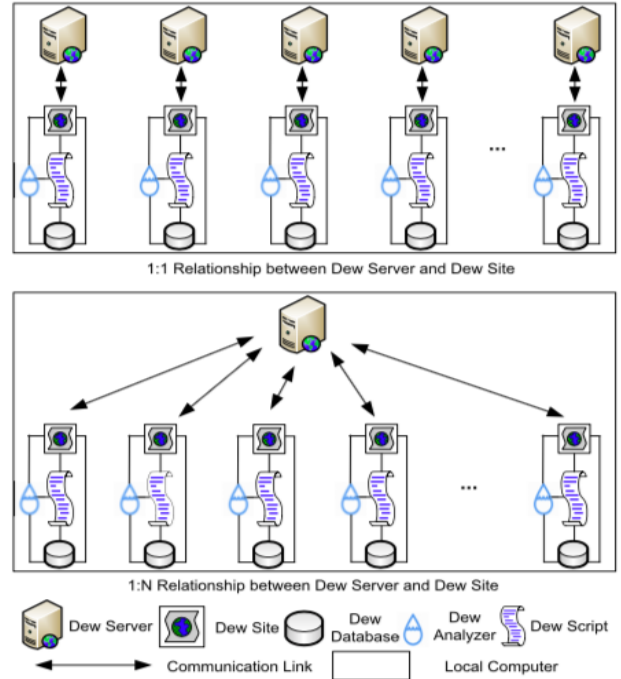 ...
1:1 Relationship between Dew Server and Dew Site
...
1:N Relationship between Dew Server and Dew Site
Dew Server
Dew Site
Dew
Database
Dew
Analyzer
Dew Script
Communication Link
Local Computer